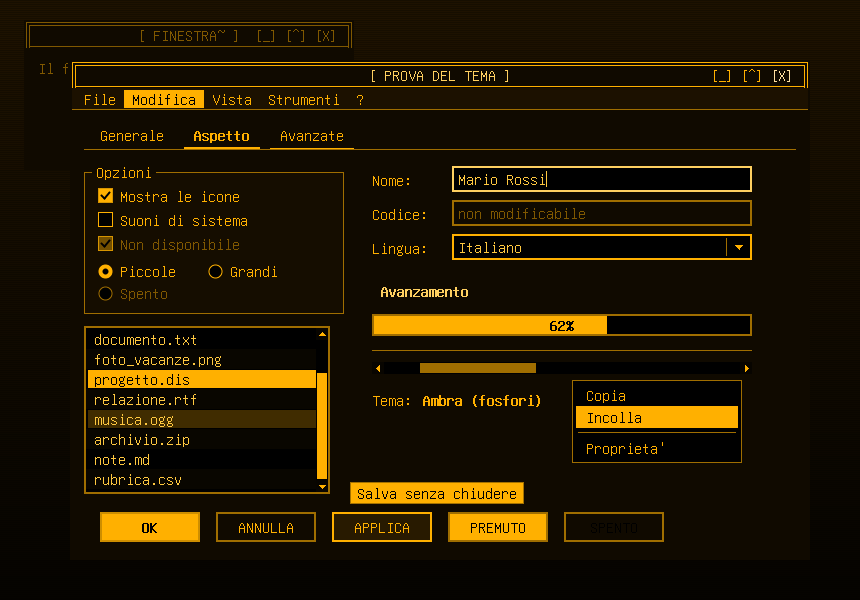 [ FINESTRA~ ] [_] [^] [X]
Il f
[ PROVA DEL TEMA ] [_] [^] [X]
File Modifica Vista Strumenti ?
Generale Aspetto Avanzate
Opzioni
Mostra le icone
Suoni di sistema
Non disponibile
Piccole Grandi
Spento
Nome: Mario Rossi
Codice: non modificabile
Lingua: Italiano
Avanzamento
62%
documento.txt
foto_vacanze.png
progetto.dis
relazione.rtf
musica.ogg
archivio.zip
note.md
rubrica.csv
Tema: Ambra (fosfori)
Copia
Incolla
Proprieta'
Salva senza chiudere
OK ANNULLA APPLICA PREMUTO SPENTO